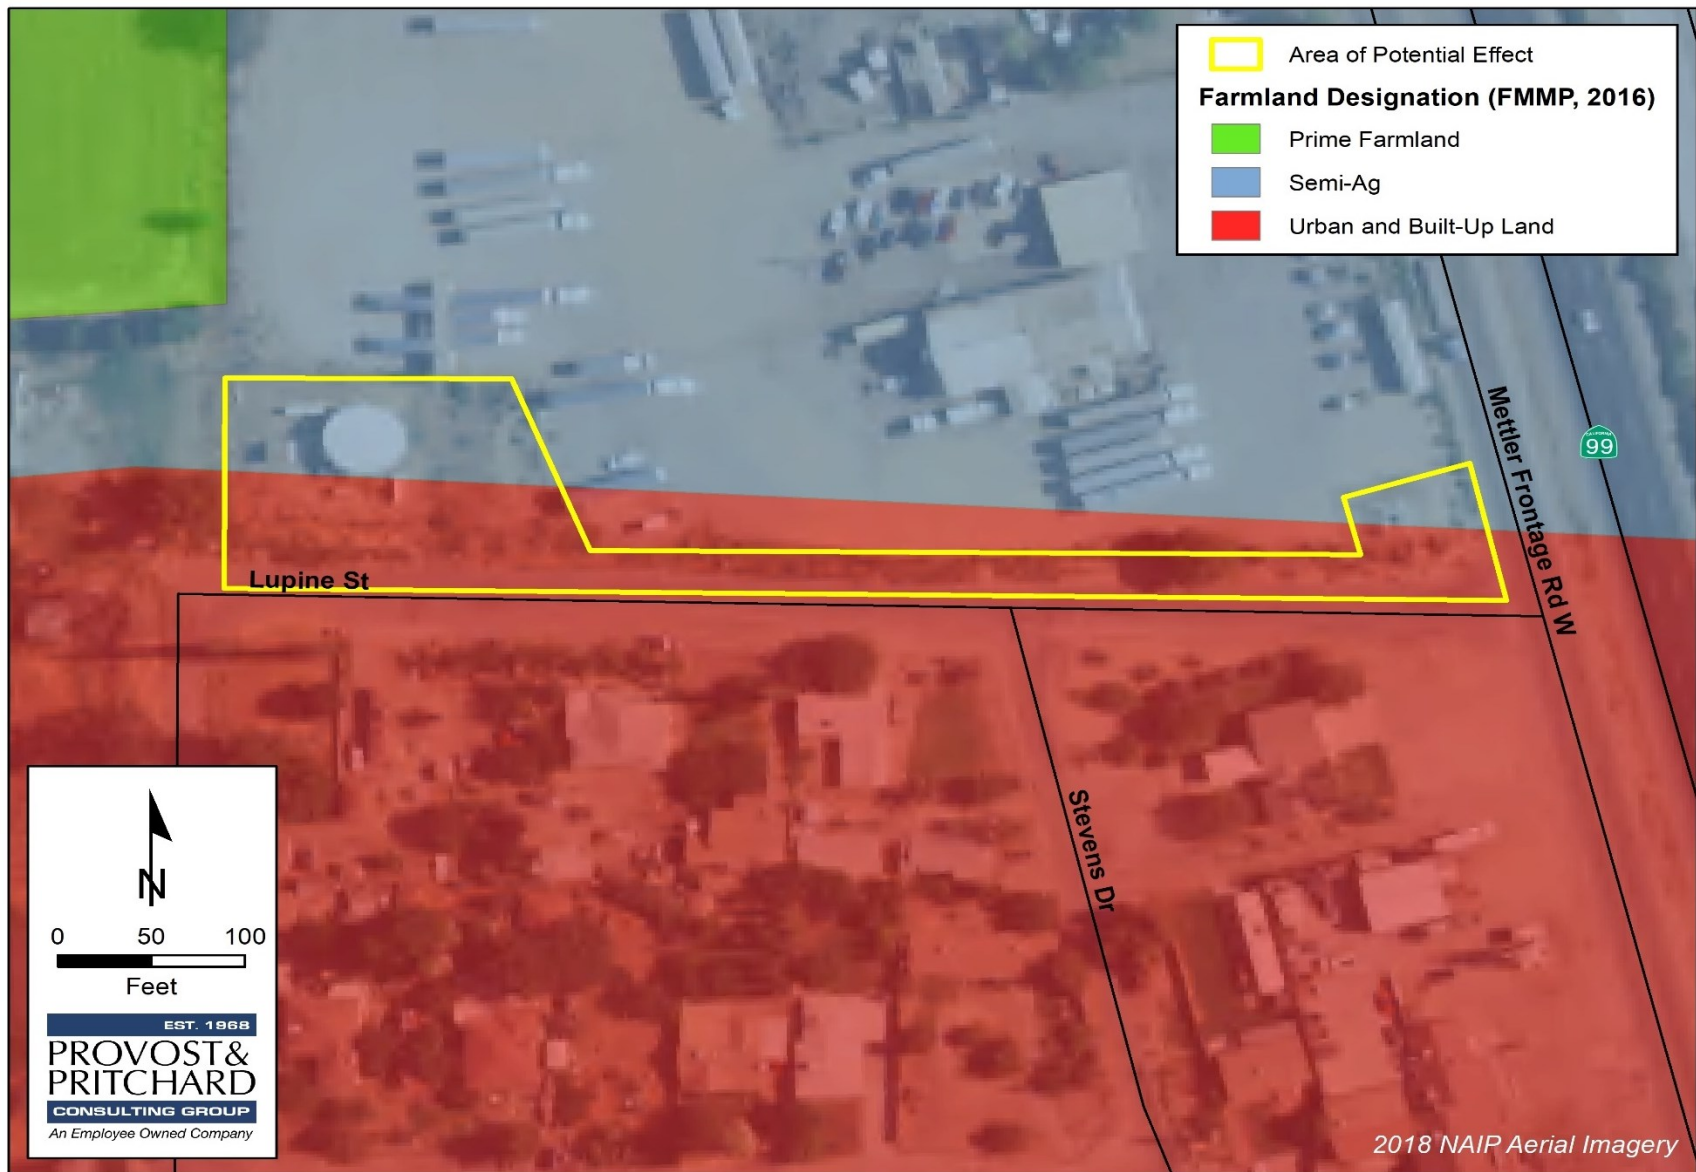 Area of Potential Effect
Farmland Designation (FMMP, 2016)
Prime Farmland
Semi-Ag
Urban and Built-Up Land
Mettler Frontage Rd W
CALIFORNIA
99
Lupine St
Stevens Dr
N
0 50 100
Feet
EST. 1968
PROVOST&
PRITCHARD
CONSULTING GROUP
An Employee Owned Company
2018 NAIP Aerial Imagery